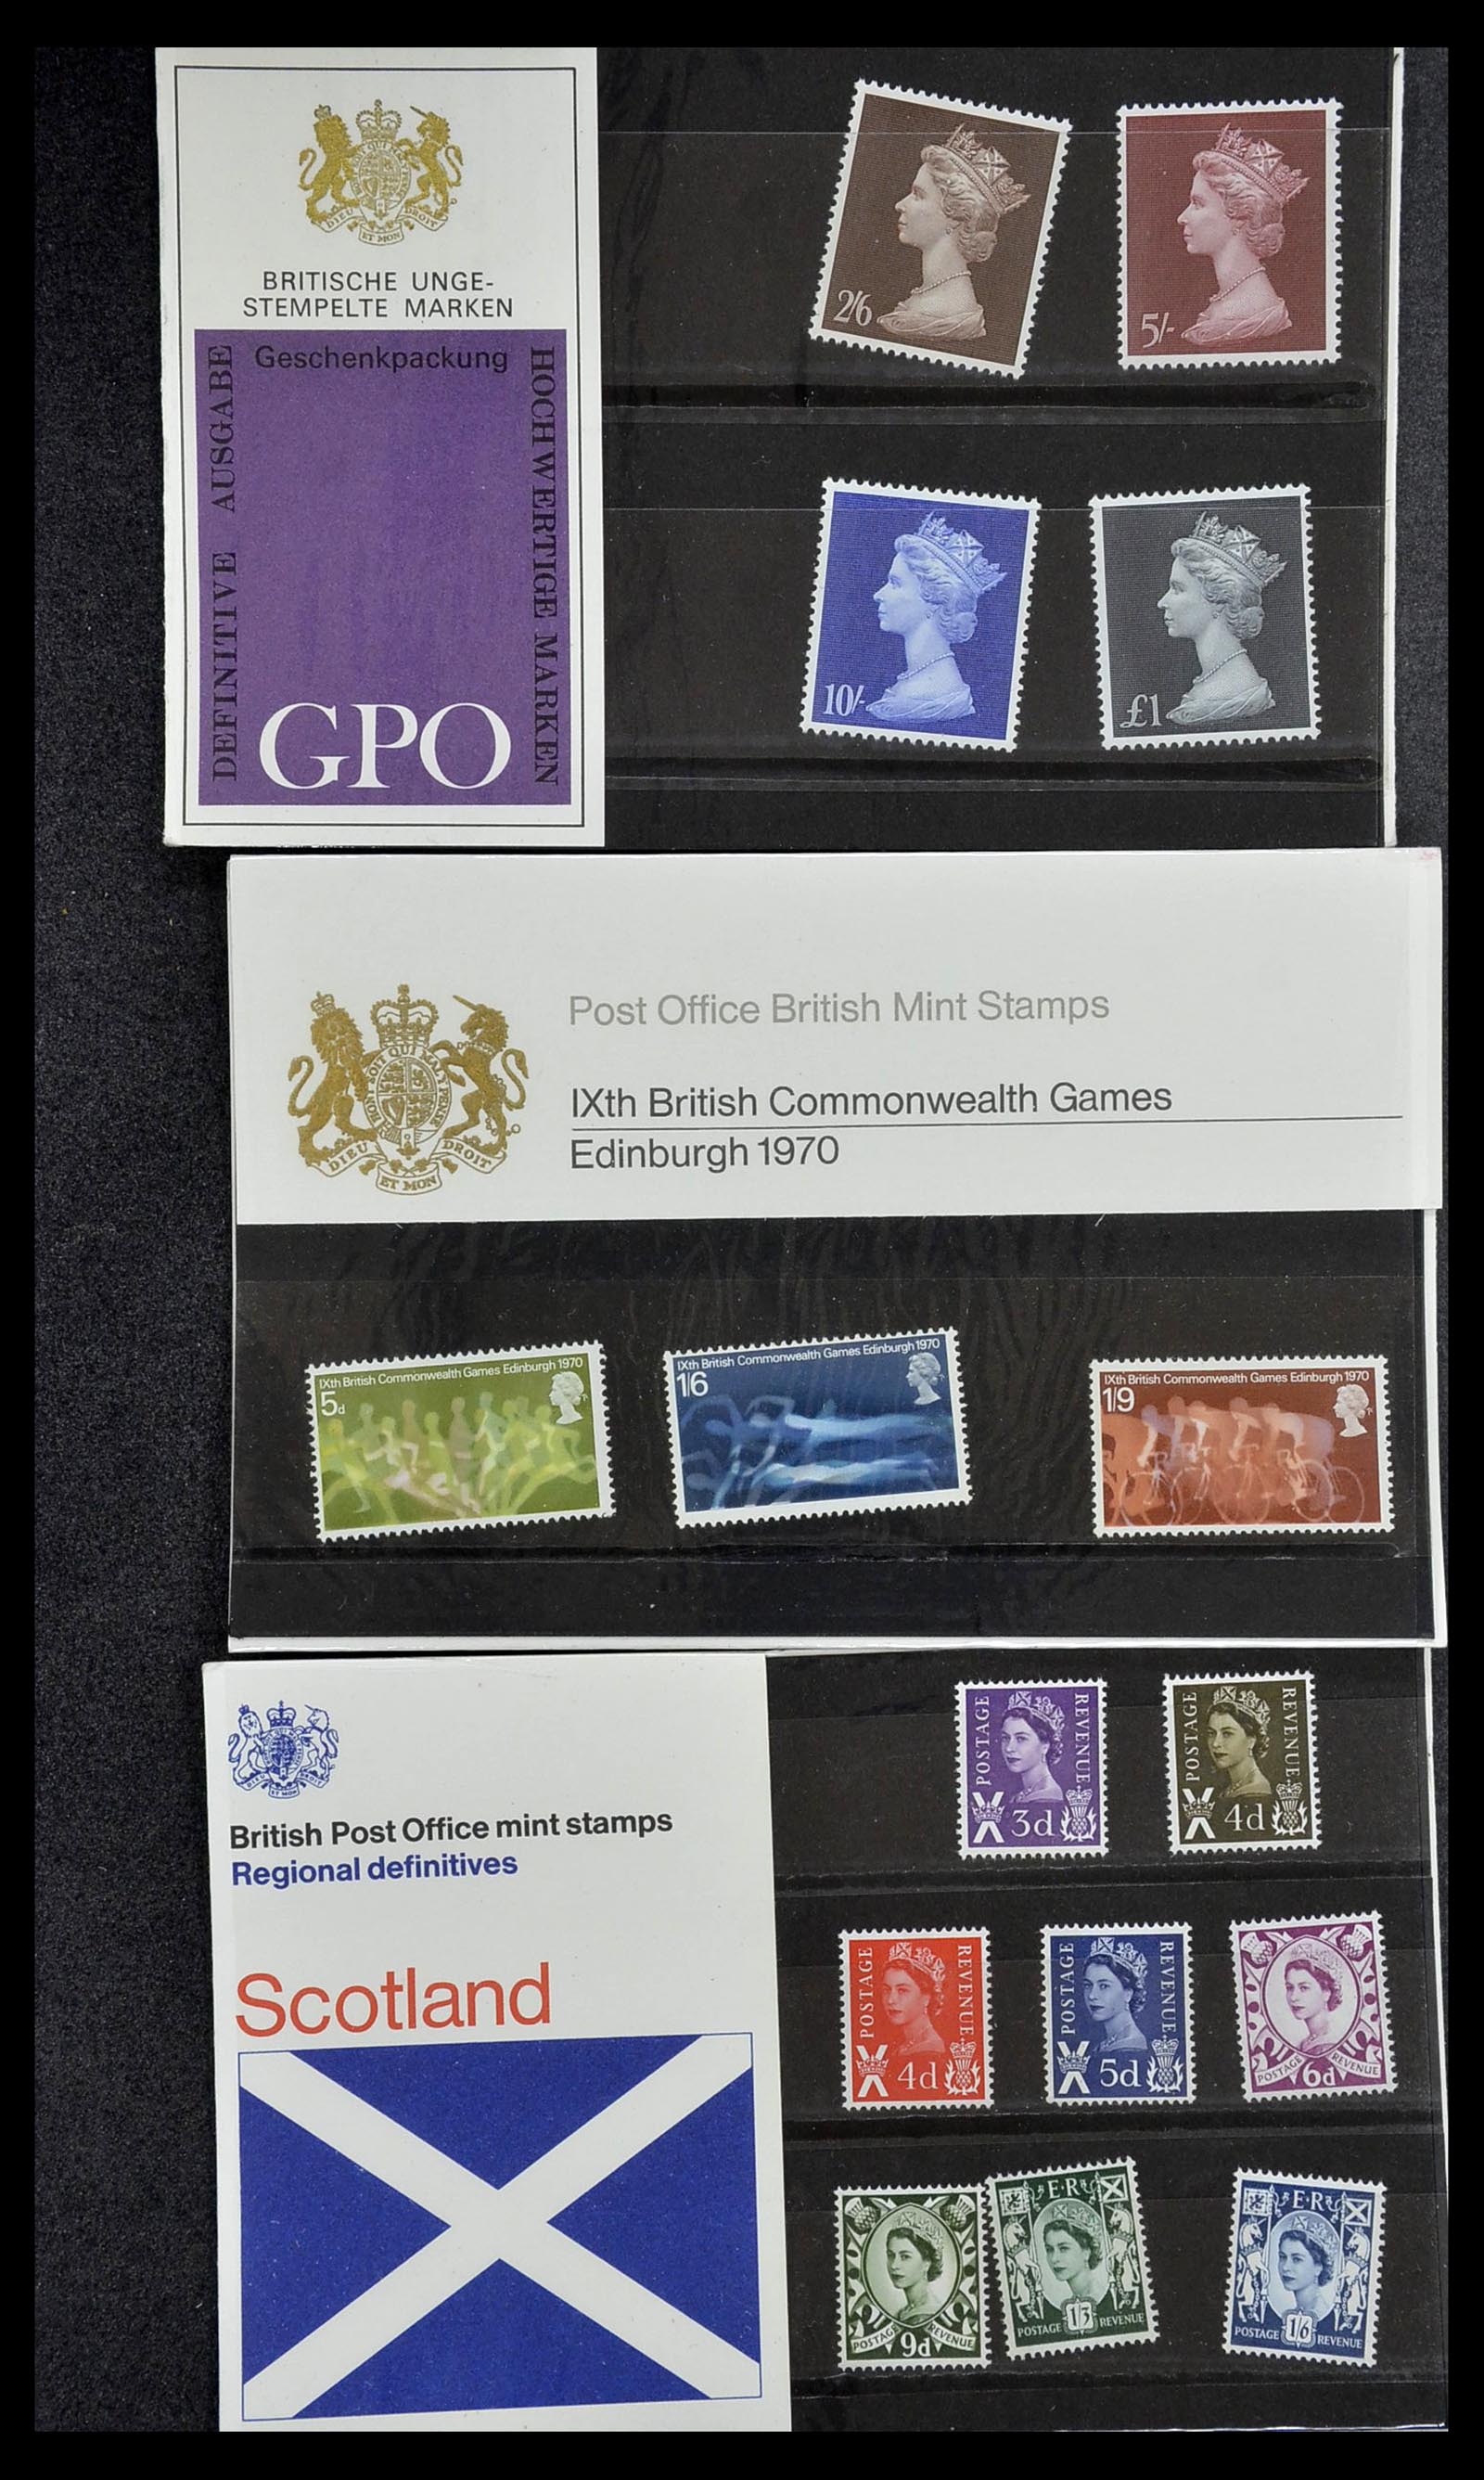 DIEU ET MON DROIT
BRITISCHE UNGE-
STEMPELTE MARKEN
Geschenkpackung
DEFINITIVE AUSGABE
HOCHWERTIGE MARKEN
GPO
2/6
5/-
10/-
£1
DIEU ET MON DROIT
Post Office British Mint Stamps
IXth British Commonwealth Games
Edinburgh 1970
IXth British Commonwealth Games Edinburgh 1970
5d
IXth British Commonwealth Games Edinburgh 1970
1/6
IXth British Commonwealth Games Edinburgh 1970
1/9
British Post Office mint stamps
Regional definitives
Scotland
POSTAGE
REVENUE
3d
POSTAGE
REVENUE
4d
POSTAGE
REVENUE
4d
POSTAGE
REVENUE
5d
POSTAGE REVENUE
6d
POSTAGE REVENUE
9d
E R
1/3
POSTAGE REVENUE
E R
1/6
POSTAGE REVENUE